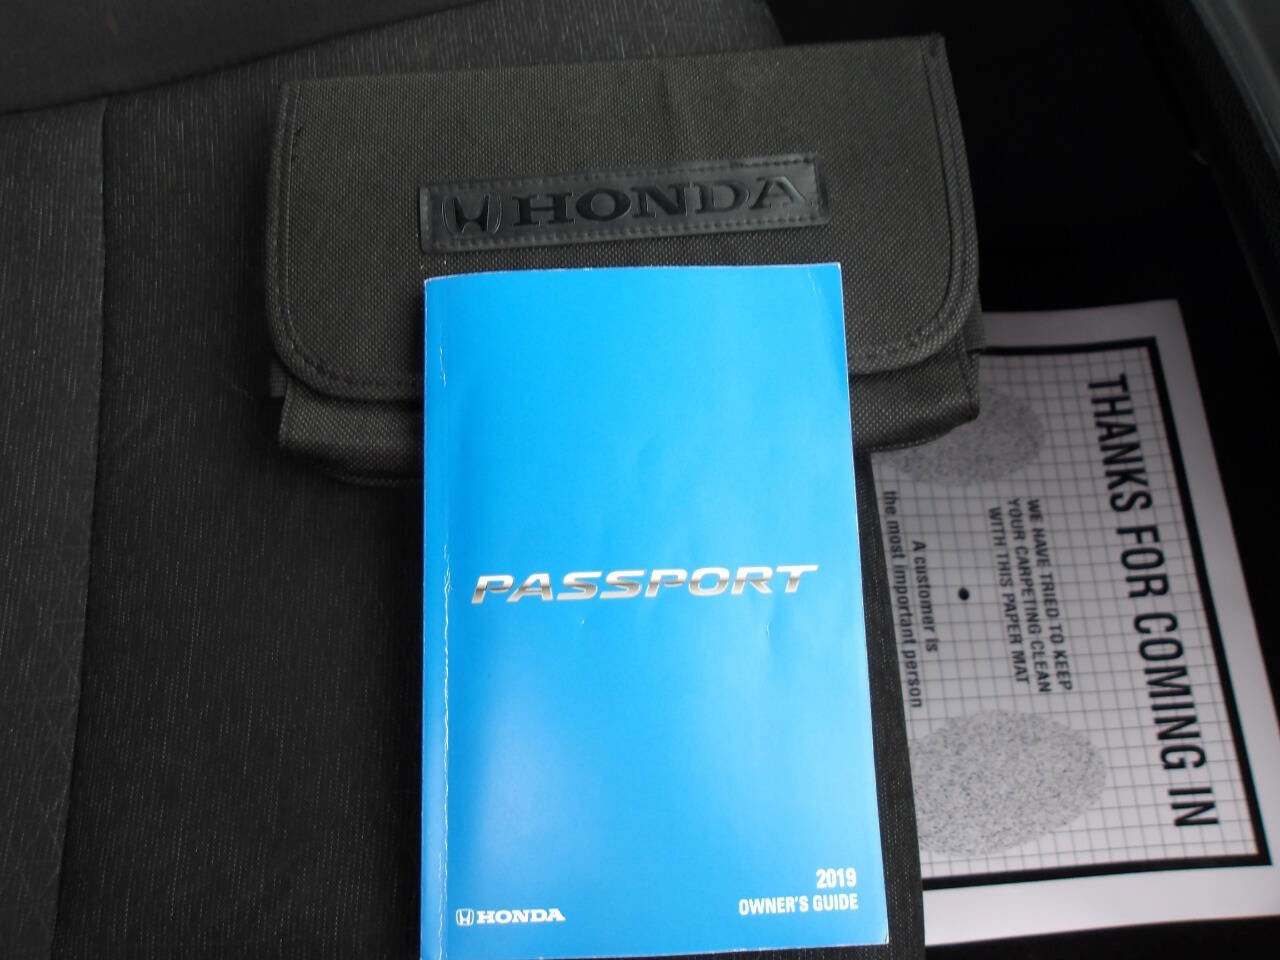 HONDA
PASSPORT
2019
OWNER'S GUIDE
HONDA
THANKS FOR COMING IN
WE HAVE TRIED TO KEEP
YOUR CARPETING CLEAN
WITH THIS PAPER MAT
A customer is
the most important person